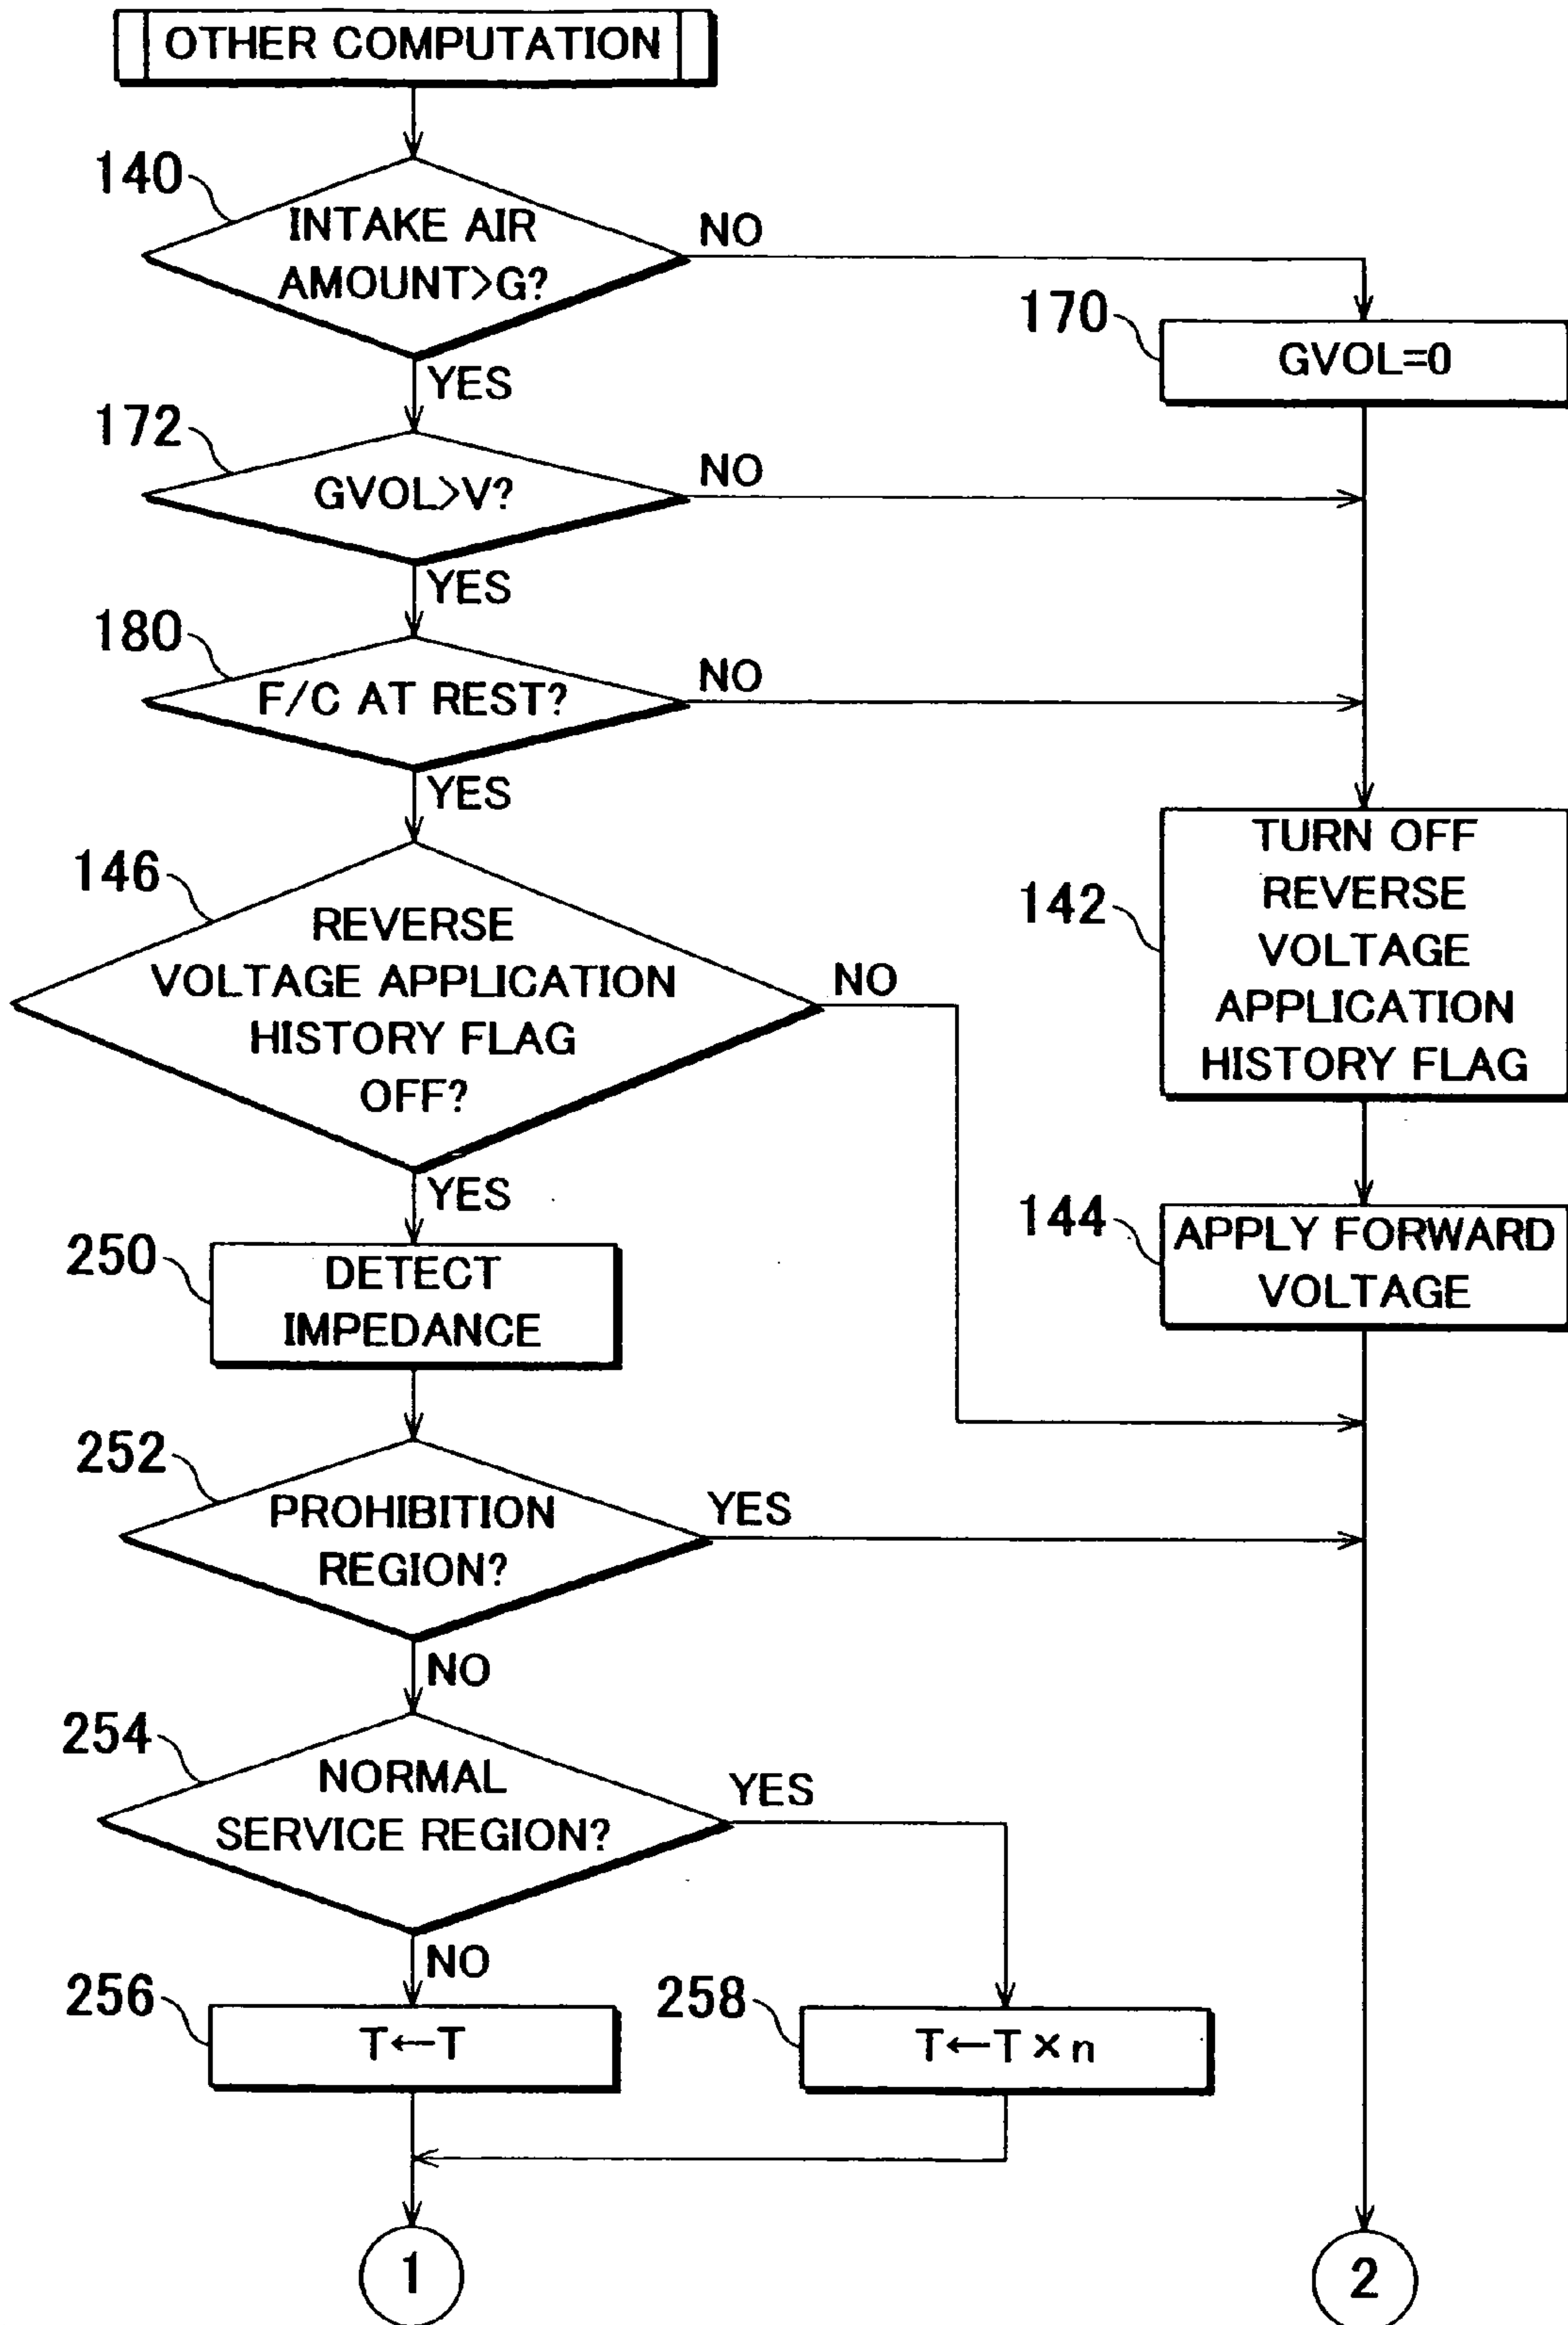 OTHER COMPUTATION
140
INTAKE AIR
AMOUNT>G?
NO
YES
170
GVOL=0
172
GVOL>V?
NO
YES
180
F/C AT REST?
NO
YES
146
REVERSE
VOLTAGE APPLICATION
HISTORY FLAG
OFF?
NO
YES
142
TURN OFF
REVERSE
VOLTAGE
APPLICATION
HISTORY FLAG
144
APPLY FORWARD
VOLTAGE
250
DETECT
IMPEDANCE
252
PROHIBITION
REGION?
YES
NO
254
NORMAL
SERVICE REGION?
YES
NO
256
T←T
258
T←T×n
1
2